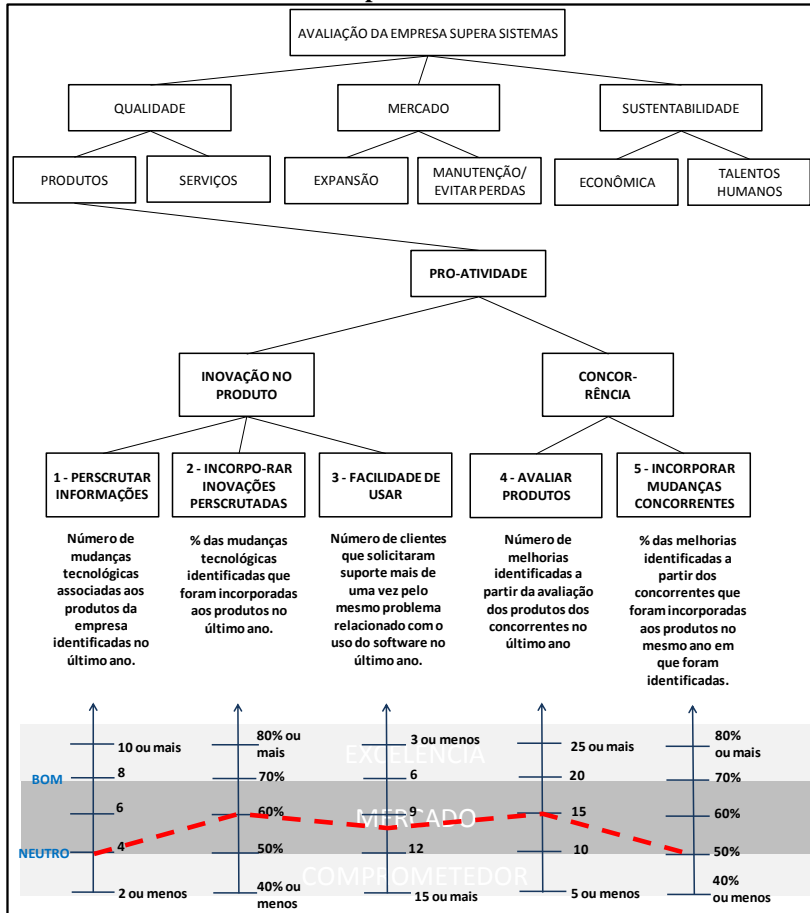 AVALIAÇÃO DA EMPRESA SUPERA SISTEMAS
QUALIDADE
MERCADO
SUSTENTABILIDADE
PRODUTOS
SERVIÇOS
EXPANSÃO
MANUTENÇÃO/
EVITAR PERDAS
ECONÔMICA
TALENTOS
HUMANOS
PRO-ATIVIDADE
INOVAÇÃO NO
PRODUTO
CONCOR-
RÊNCIA
1 - PERSCRUTAR
INFORMAÇÕES
2 - INCORPO-RAR
INOVAÇÕES
PERSCRUTADAS
3 - FACILIDADE DE
USAR
4 - AVALIAR
PRODUTOS
5 - INCORPORAR
MUDANÇAS
CONCORRENTES
Número de
mudanças
tecnológicas
associadas aos
produtos da
empresa
identificadas no
último ano.
% das mudanças
tecnológicas
identificadas que
foram incorporadas
aos produtos no
último ano.
Número de clientes
que solicitaram
suporte mais de
uma vez pelo
mesmo problema
relacionado com o
uso do software no
último ano.
Número de
melhorias
identificadas a
partir da avaliação
dos produtos dos
concorrentes no
último ano
% das melhorias
identificadas a
partir dos
concorrentes que
foram incorporadas
aos produtos no
mesmo ano em
que foram
identificadas.
EXCELÊNCIA
MERCADO
COMPROMETEDOR
BOM
NEUTRO
10 ou mais
8
6
4
2 ou menos
80% ou
mais
70%
60%
50%
40% ou
menos
3 ou menos
6
9
12
15 ou mais
25 ou mais
20
15
10
5 ou menos
80%
ou mais
70%
60%
50%
40%
ou menos